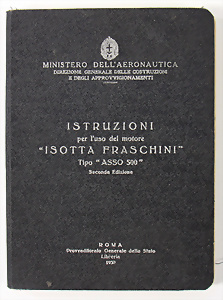 MINISTERO DELL'AERONAUTICA
DIREZIONE GENERALE DELLE COSTRUZIONI
E DEGLI APPROVVIGIONAMENTI
ISTRUZIONI
per l'uso del motore
"ISOTTA FRASCHINI"
Tipo "ASSO 500"
Seconda Edizione
ROMA
Provveditorato Generale dello Stato
Libreria